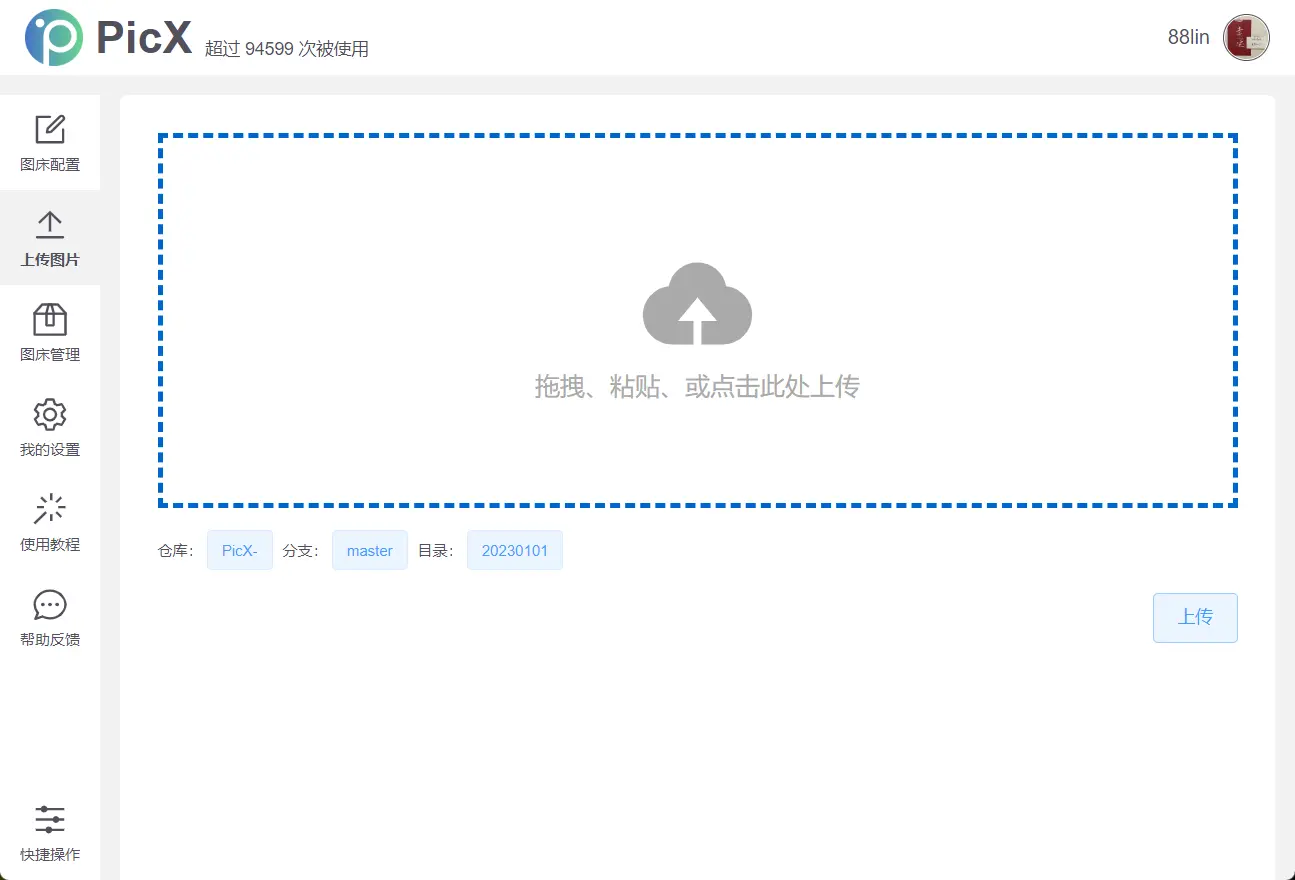 PicX 超过 94599 次被使用
88lin
图床配置
上传图片
图床管理
我的设置
使用教程
帮助反馈
快捷操作
拖拽、粘贴、或点击此处上传
仓库： PicX- 分支： master 目录： 20230101
上传